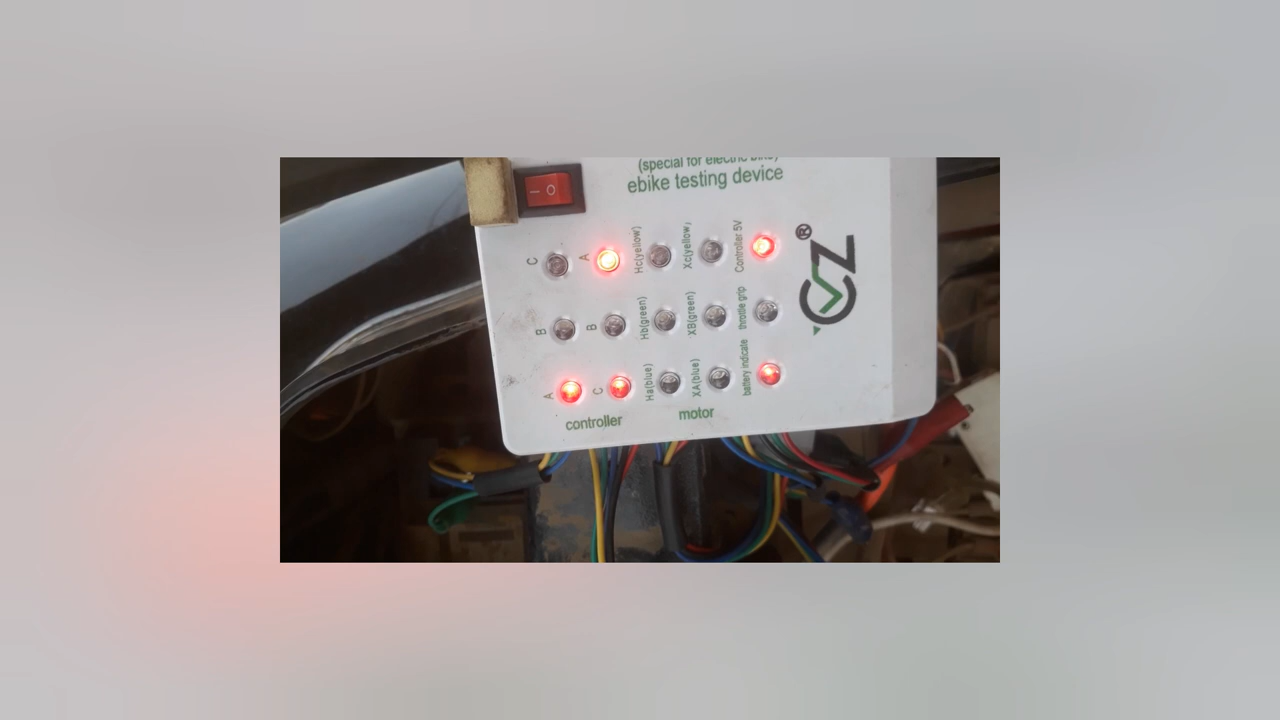 (special for electric bike)
ebike testing device
C
A
Hc(yellow)
Xc(yellow)
Controller 5V
B
B
Hb(green)
XB(green)
throttle grip
A
C
Ha(blue)
XA(blue)
battery indicate
controller
motor
®